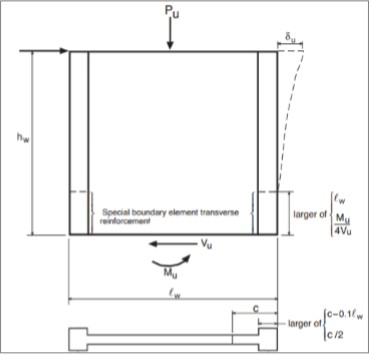 Pu
δu
hw
Special boundary element transverse
reinforcement
larger of { ℓw
Mu
4Vu
Vu
Mu
ℓw
c
larger of { c–0.1ℓw
c/2